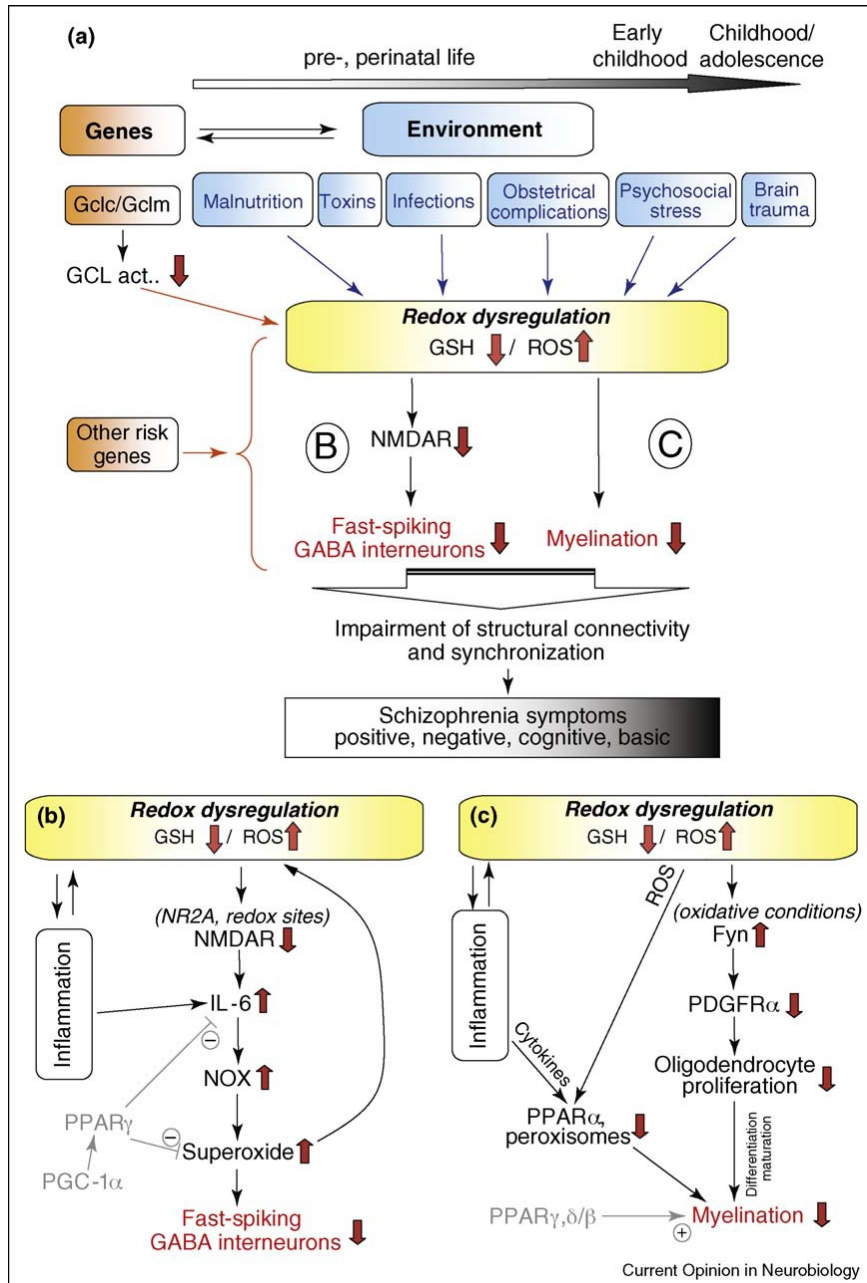 (a)
pre-, perinatal life
Early
childhood
Childhood/
adolescence
Genes
Environment
Gclc/Gclm
Malnutrition
Toxins
Infections
Obstetrical
complications
Psychosocial
stress
Brain
trauma
GCL act..
Redox dysregulation
GSH / ROS
Other risk
genes
B
NMDAR
C
Fast-spiking
GABA interneurons
Myelination
Impairment of structural connectivity
and synchronization
Schizophrenia symptoms
positive, negative, cognitive, basic
(b)
Redox dysregulation
GSH / ROS
(NR2A, redox sites)
NMDAR
Inflammation
IL-6
−
NOX
PPARγ
−
Superoxide
PGC-1α
Fast-spiking
GABA interneurons
(c)
Redox dysregulation
GSH / ROS
ROS
(oxidative conditions)
Fyn
Inflammation
PDGFRα
Cytokines
Oligodendrocyte
proliferation
PPARα,
peroxisomes
Differentiation
maturation
PPARγ,δ/β
+
Myelination
Current Opinion in Neurobiology